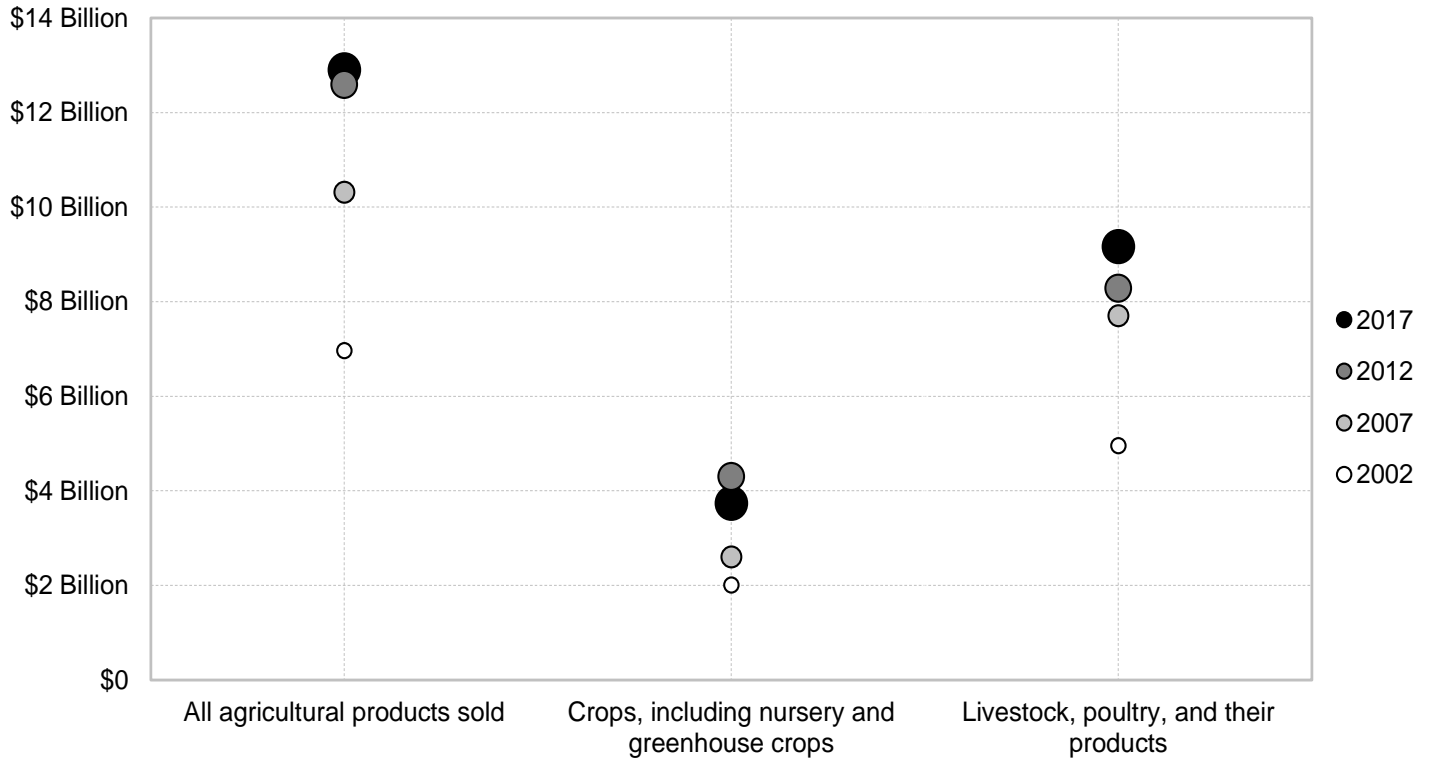 $14 Billion
$12 Billion
$10 Billion
$8 Billion
$6 Billion
$4 Billion
$2 Billion
$0
All agricultural products sold
Crops, including nursery and
greenhouse crops
Livestock, poultry, and their
products
2017
2012
2007
2002